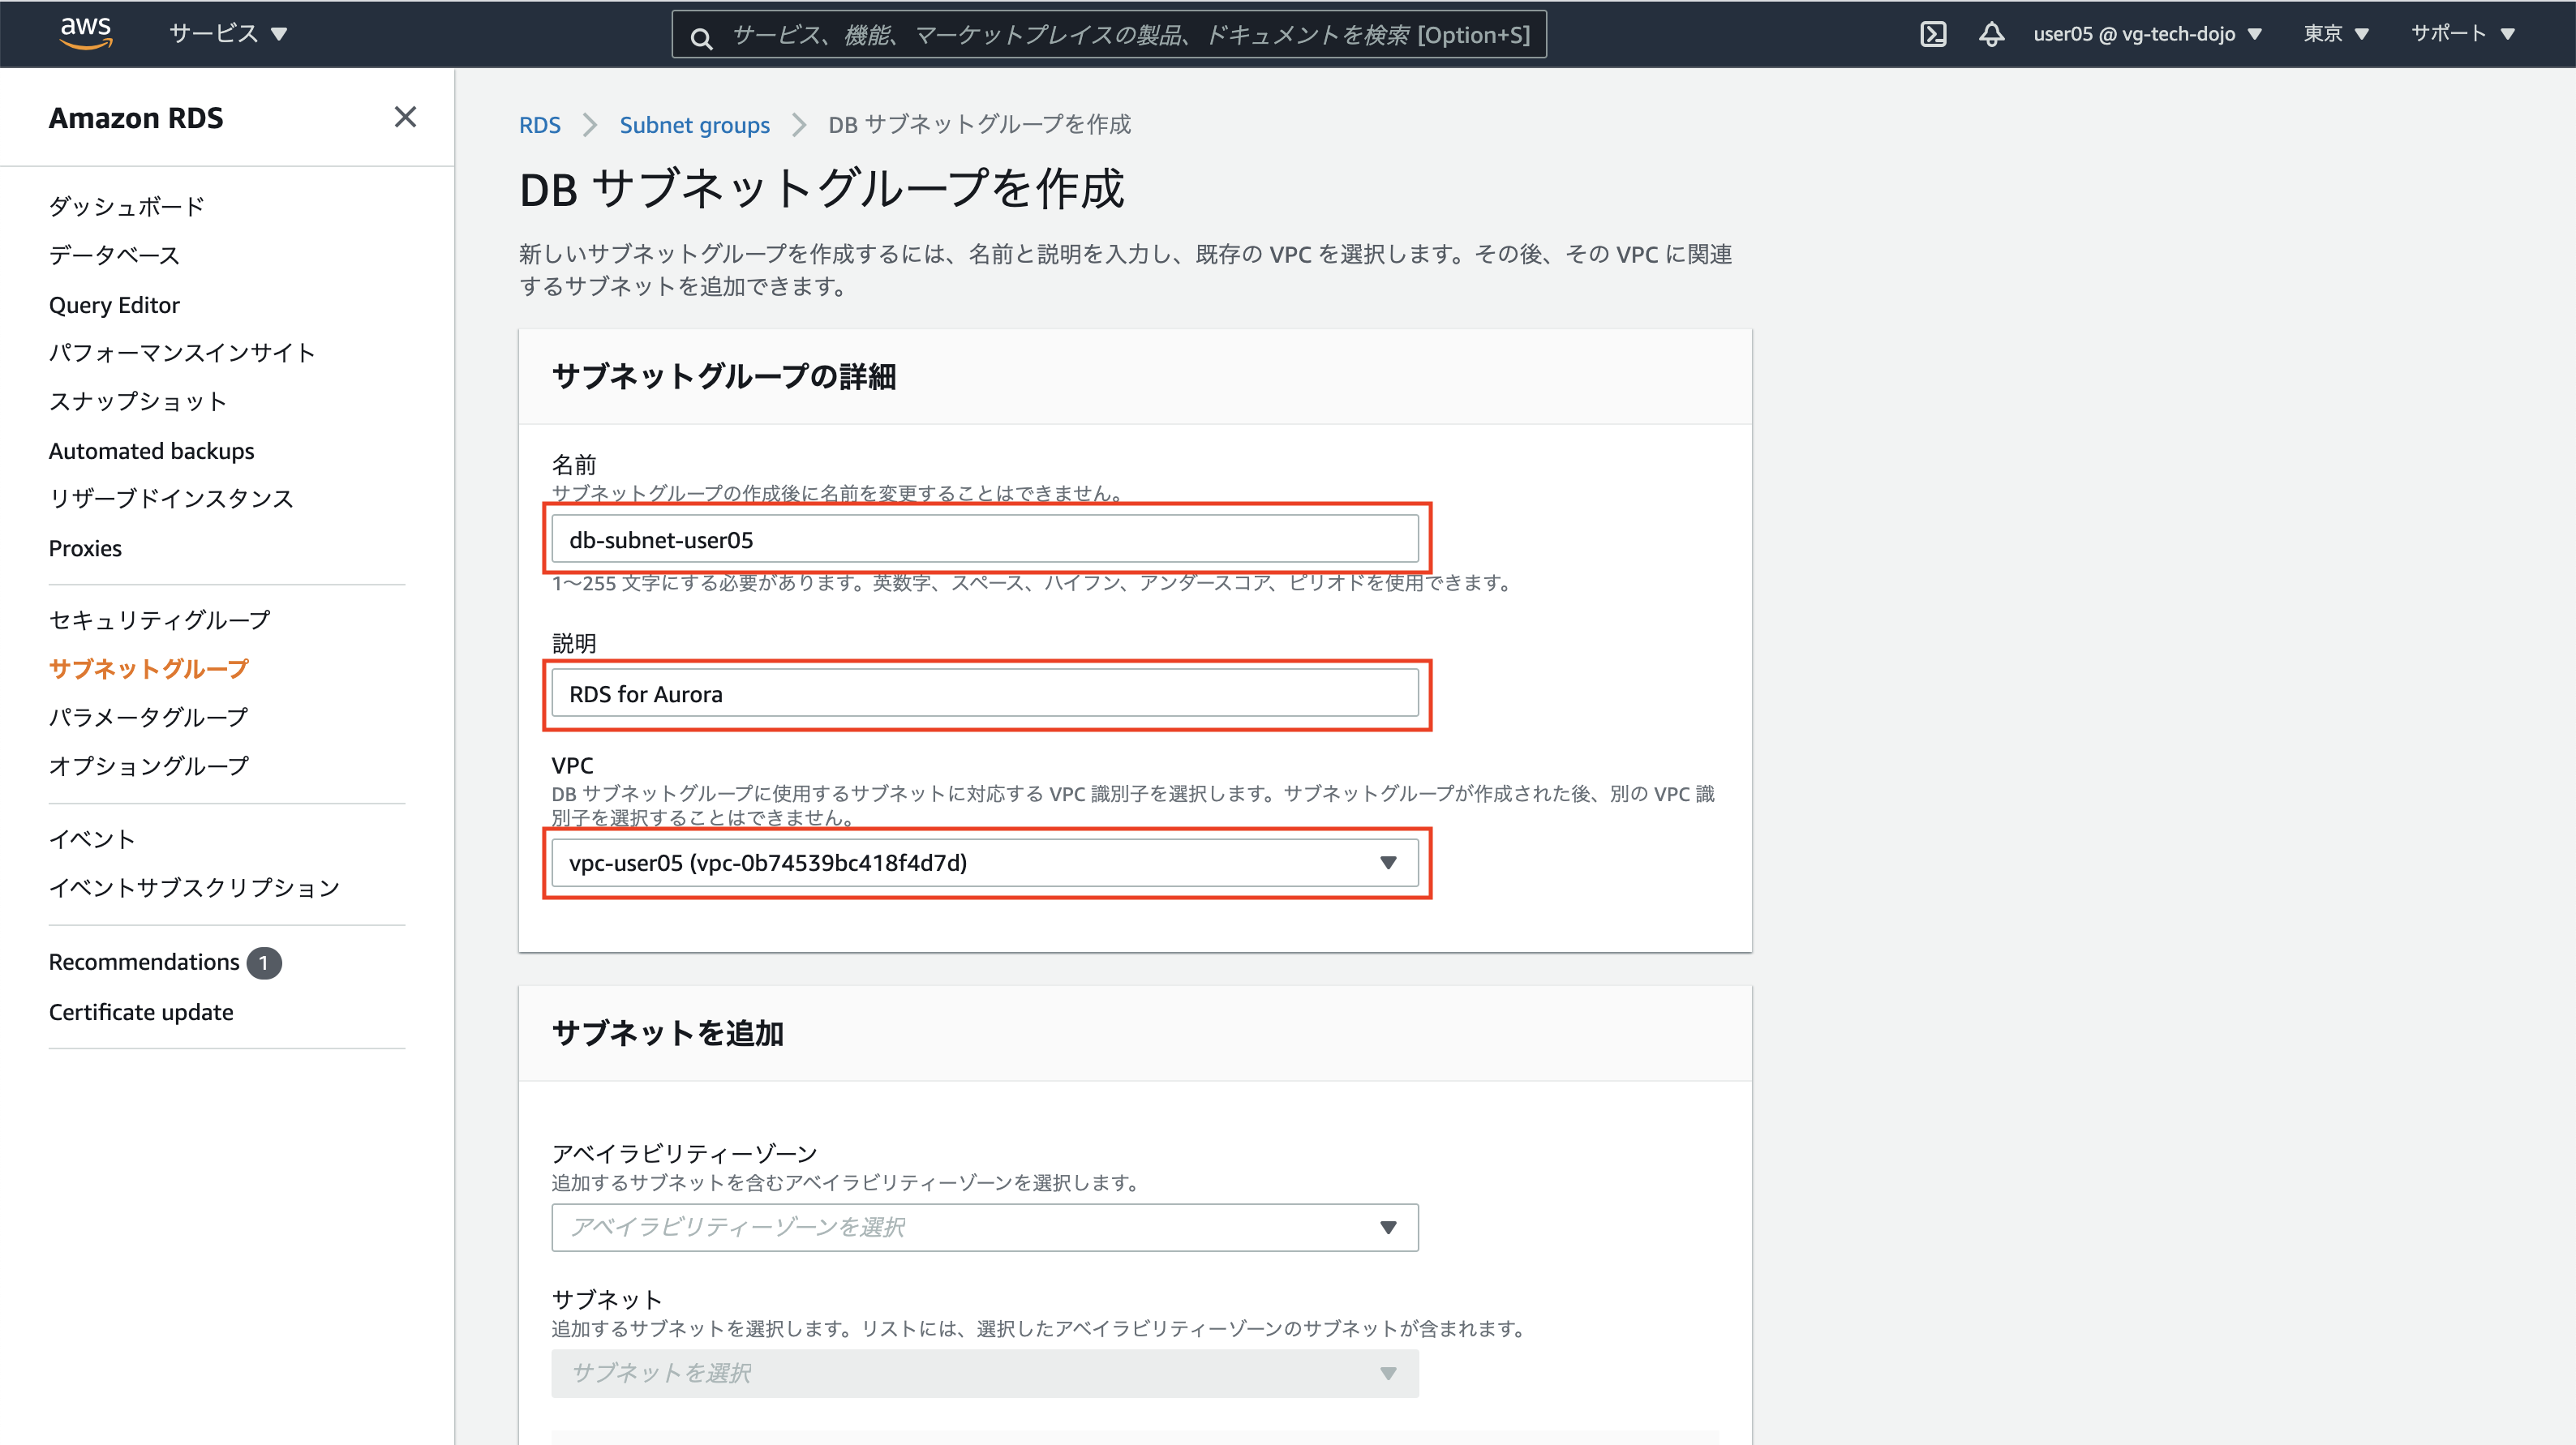 aws
サービス
サービス、機能、マーケットプレイスの製品、ドキュメントを検索 [Option+S]
user05 @ vg-tech-dojo
東京
サポート
Amazon RDS
ダッシュボード
データベース
Query Editor
パフォーマンスインサイト
スナップショット
Automated backups
リザーブドインスタンス
Proxies
セキュリティグループ
サブネットグループ
パラメータグループ
オプショングループ
イベント
イベントサブスクリプション
Recommendations 1
Certificate update
RDS > Subnet groups > DB サブネットグループを作成
DB サブネットグループを作成
新しいサブネットグループを作成するには、名前と説明を入力し、既存の VPC を選択します。その後、その VPC に関連
するサブネットを追加できます。
サブネットグループの詳細
名前
サブネットグループの作成後に名前を変更することはできません。
db-subnet-user05
1〜255 文字にする必要があります。英数字、スペース、ハイフン、アンダースコア、ピリオドを使用できます。
説明
RDS for Aurora
VPC
DB サブネットグループに使用するサブネットに対応する VPC 識別子を選択します。サブネットグループが作成された後、別の VPC 識
別子を選択することはできません。
vpc-user05 (vpc-0b74539bc418f4d7d)
サブネットを追加
アベイラビリティーゾーン
追加するサブネットを含むアベイラビリティーゾーンを選択します。
アベイラビリティーゾーンを選択
サブネット
追加するサブネットを選択します。リストには、選択したアベイラビリティーゾーンのサブネットが含まれます。
サブネットを選択